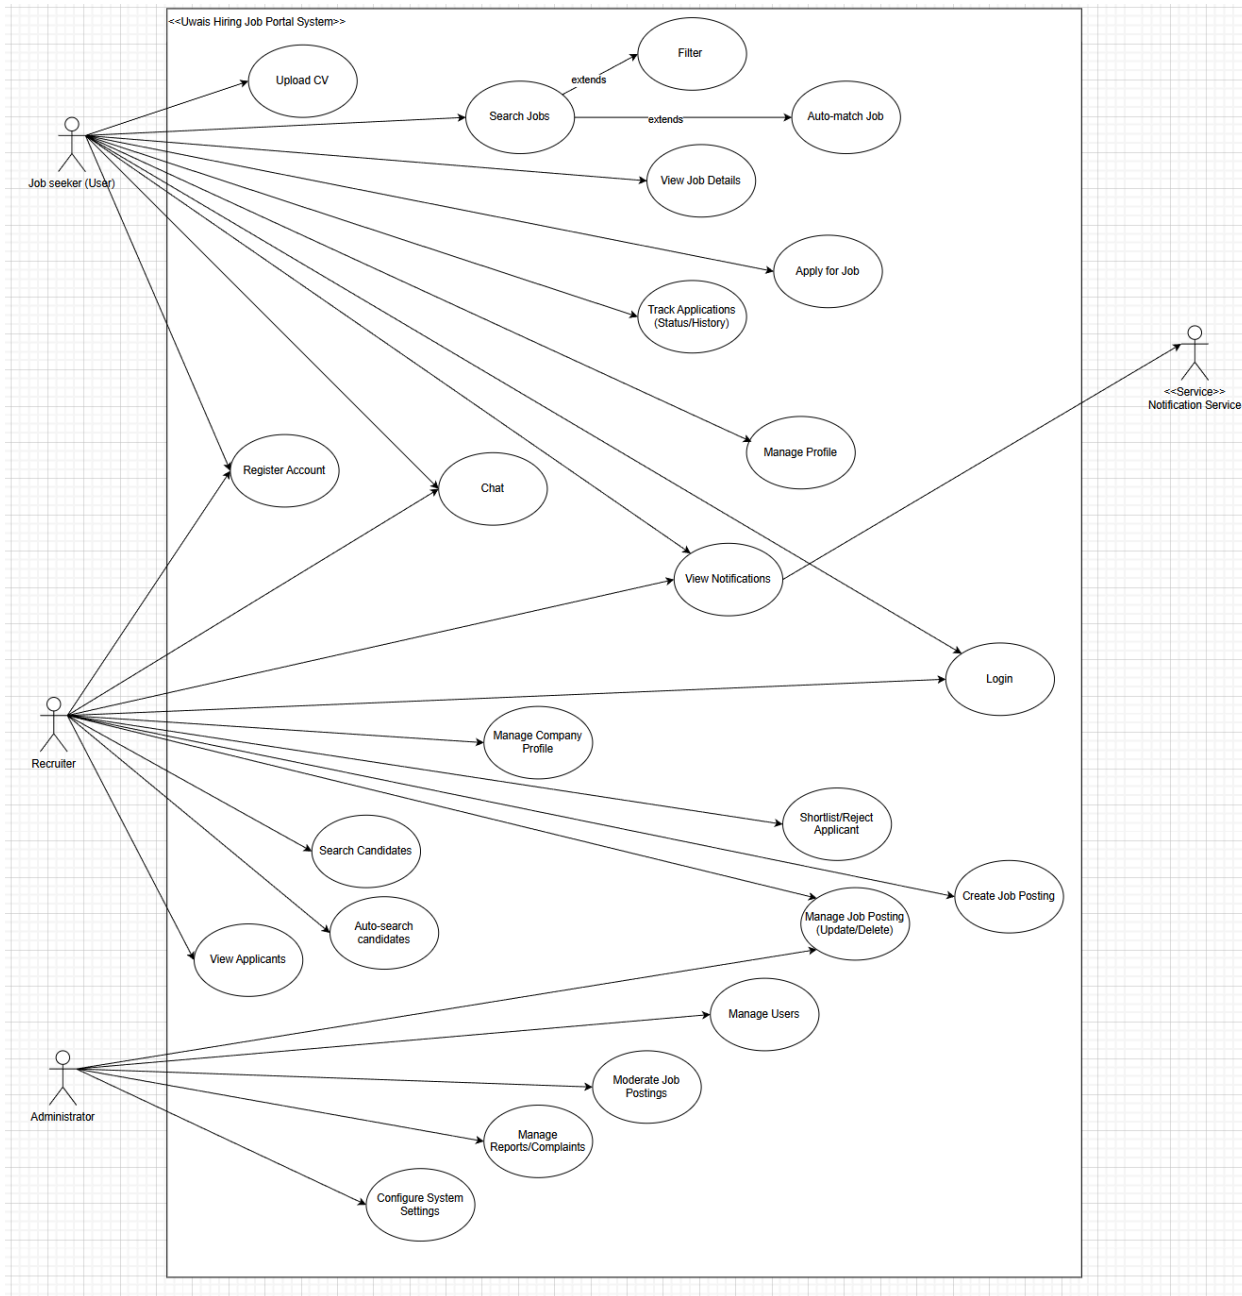 <<Uwais Hiring Job Portal System>>
Filter
Upload CV
extends
Search Jobs
extends
Auto-match Job
Job seeker (User)
View Job Details
Apply for Job
Track Applications
(Status/History)
<<Service>>
Notification Service
Manage Profile
Register Account
Chat
View Notifications
Login
Recruiter
Manage Company
Profile
Shortlist/Reject
Applicant
Search Candidates
Create Job Posting
Manage Job Posting
(Update/Delete)
Auto-search
candidates
View Applicants
Manage Users
Moderate Job
Postings
Administrator
Manage
Reports/Complaints
Configure System
Settings